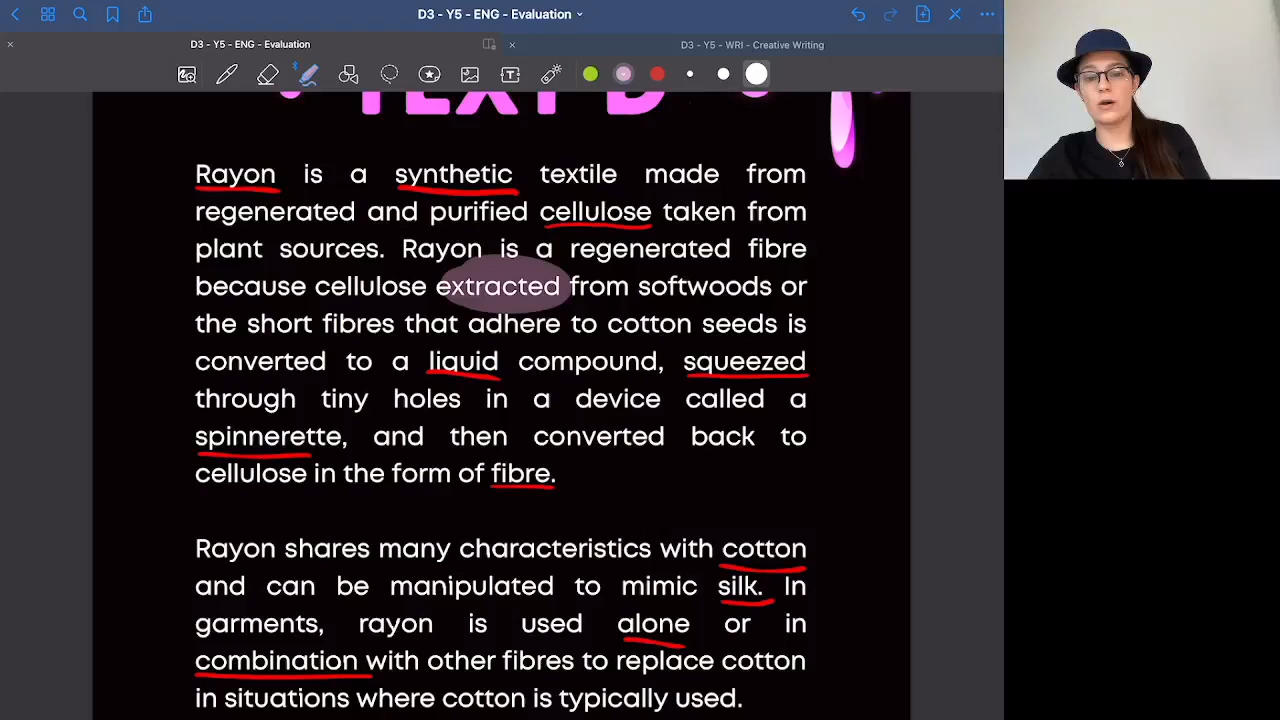 D3 - Y5 - ENG - Evaluation
D3 - Y5 - ENG - Evaluation
D3 - Y5 - WRI - Creative Writing
TEXT D
Rayon is a synthetic textile made from
regenerated and purified cellulose taken from
plant sources. Rayon is a regenerated fibre
because cellulose extracted from softwoods or
the short fibres that adhere to cotton seeds is
converted to a liquid compound, squeezed
through tiny holes in a device called a
spinnerette, and then converted back to
cellulose in the form of fibre.
Rayon shares many characteristics with cotton
and can be manipulated to mimic silk. In
garments, rayon is used alone or in
combination with other fibres to replace cotton
in situations where cotton is typically used.